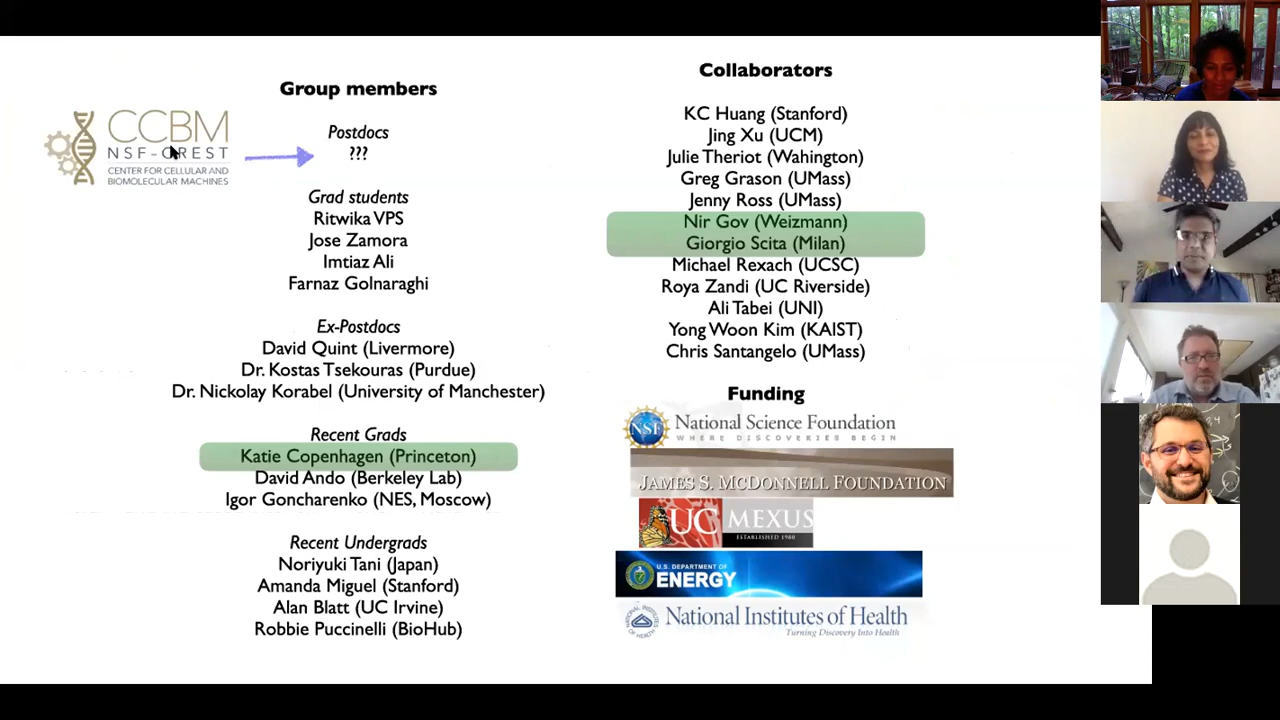 CCBM
NSF-CREST
CENTER FOR CELLULAR AND
BIOMOLECULAR MACHINES
Group members
Postdocs
???
Grad students
Ritwika VPS
Jose Zamora
Imtiaz Ali
Farnaz Golnaraghi
Ex-Postdocs
David Quint (Livermore)
Dr. Kostas Tsekouras (Purdue)
Dr. Nickolay Korabel (University of Manchester)
Recent Grads
Katie Copenhagen (Princeton)
David Ando (Berkeley Lab)
Igor Goncharenko (NES, Moscow)
Recent Undergrads
Noriyuki Tani (Japan)
Amanda Miguel (Stanford)
Alan Blatt (UC Irvine)
Robbie Puccinelli (BioHub)
Collaborators
KC Huang (Stanford)
Jing Xu (UCM)
Julie Theriot (Wahington)
Greg Grason (UMass)
Jenny Ross (UMass)
Nir Gov (Weizmann)
Giorgio Scita (Milan)
Michael Rexach (UCSC)
Roya Zandi (UC Riverside)
Ali Tabei (UNI)
Yong Woon Kim (KAIST)
Chris Santangelo (UMass)
Funding
NSF
National Science Foundation
WHERE DISCOVERIES BEGIN
JAMES S. MCDONNELL FOUNDATION
UC MEXUS
ESTABLISHED 1980
U.S. DEPARTMENT OF
ENERGY
National Institutes of Health
Turning Discovery Into Health